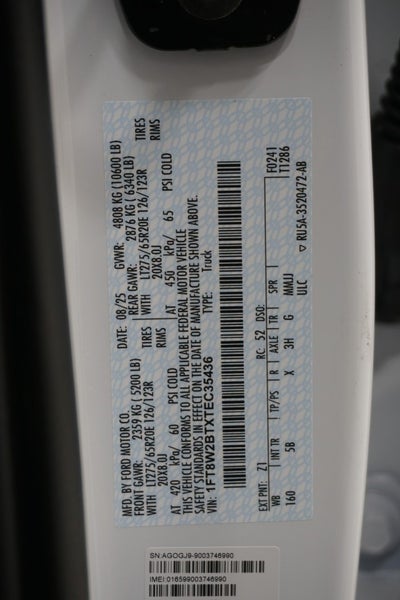 MFD. BY FORD MOTOR CO.
DATE: 08/25
GVWR: 4808 KG (10600 LB)
FRONT GAWR: 2359 KG (5200 LB)
REAR GAWR: 2876 KG (6340 LB)
WITH LT275/65R20E 126/123R TIRES
WITH LT275/65R20E 126/123R TIRES
20X8.0J RIMS
20X8.0J RIMS
AT 420 kPa/ 60 PSI COLD
AT 450 kPa/ 65 PSI COLD
THIS VEHICLE CONFORMS TO ALL APPLICABLE FEDERAL MOTOR VEHICLE
SAFETY STANDARDS IN EFFECT ON THE DATE OF MANUFACTURE SHOWN ABOVE.
VIN: 1FT8W2BTXTEC35436
TYPE: Truck
F0241
T1286
EXT PNT: Z1 RC: 52 DSO:
WB INT TR TP/PS R AXLE TR SPR
160 5B X 3H G MMUJ
ULC
▽ RU5A-3520472-AB
SN:AGOGJ9-9003746990
IMEI:016599003746990